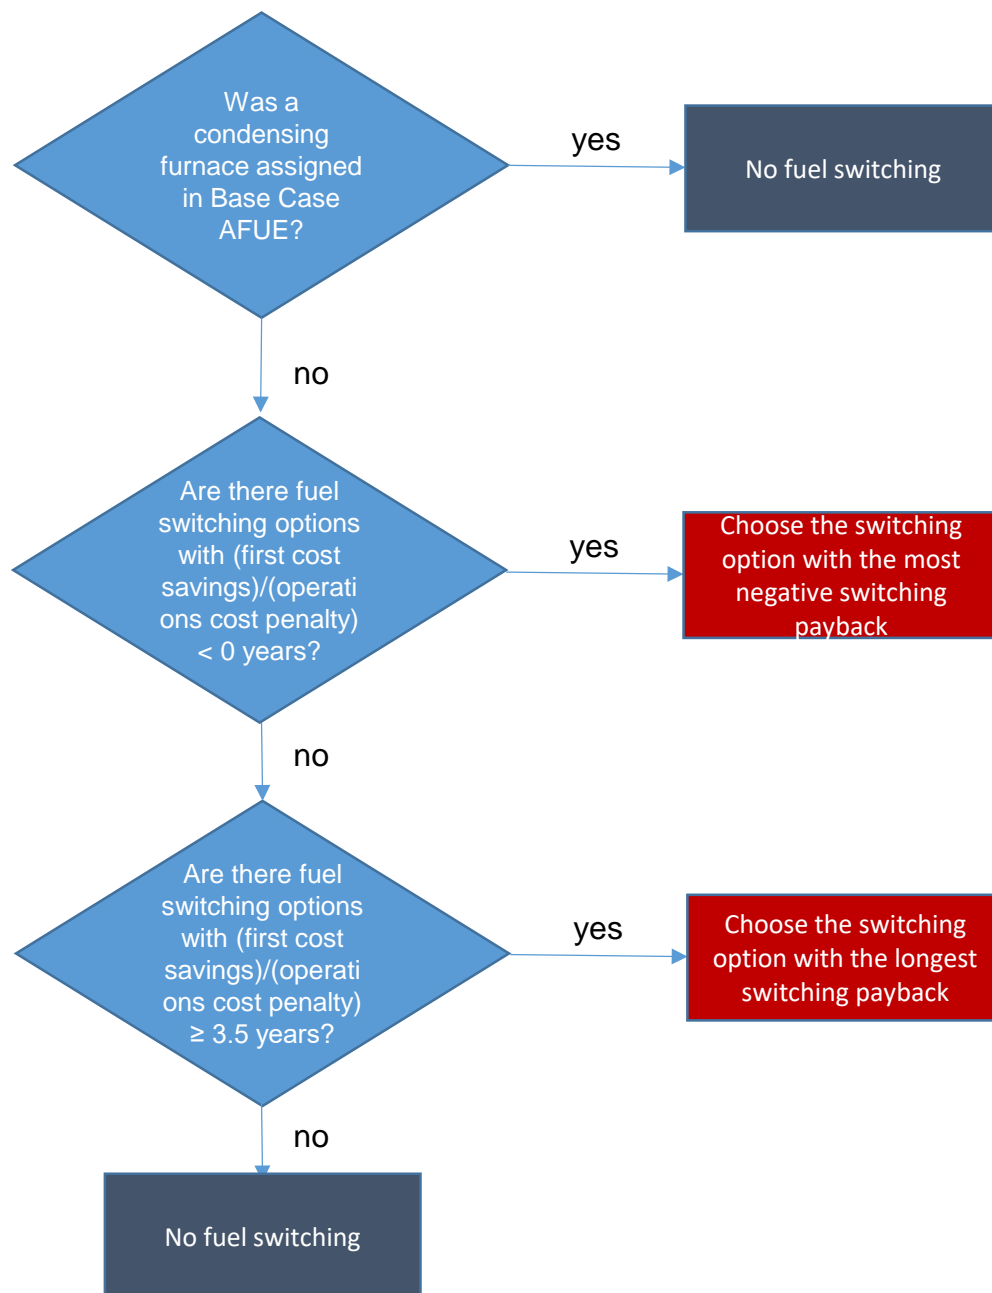 Was a
condensing
furnace assigned
in Base Case
AFUE?
yes
No fuel switching
no
Are there fuel
switching options
with (first cost
savings)/(operati
ons cost penalty)
< 0 years?
yes
Choose the switching
option with the most
negative switching
payback
no
Are there fuel
switching options
with (first cost
savings)/(operati
ons cost penalty)
≥ 3.5 years?
yes
Choose the switching
option with the longest
switching payback
no
No fuel switching